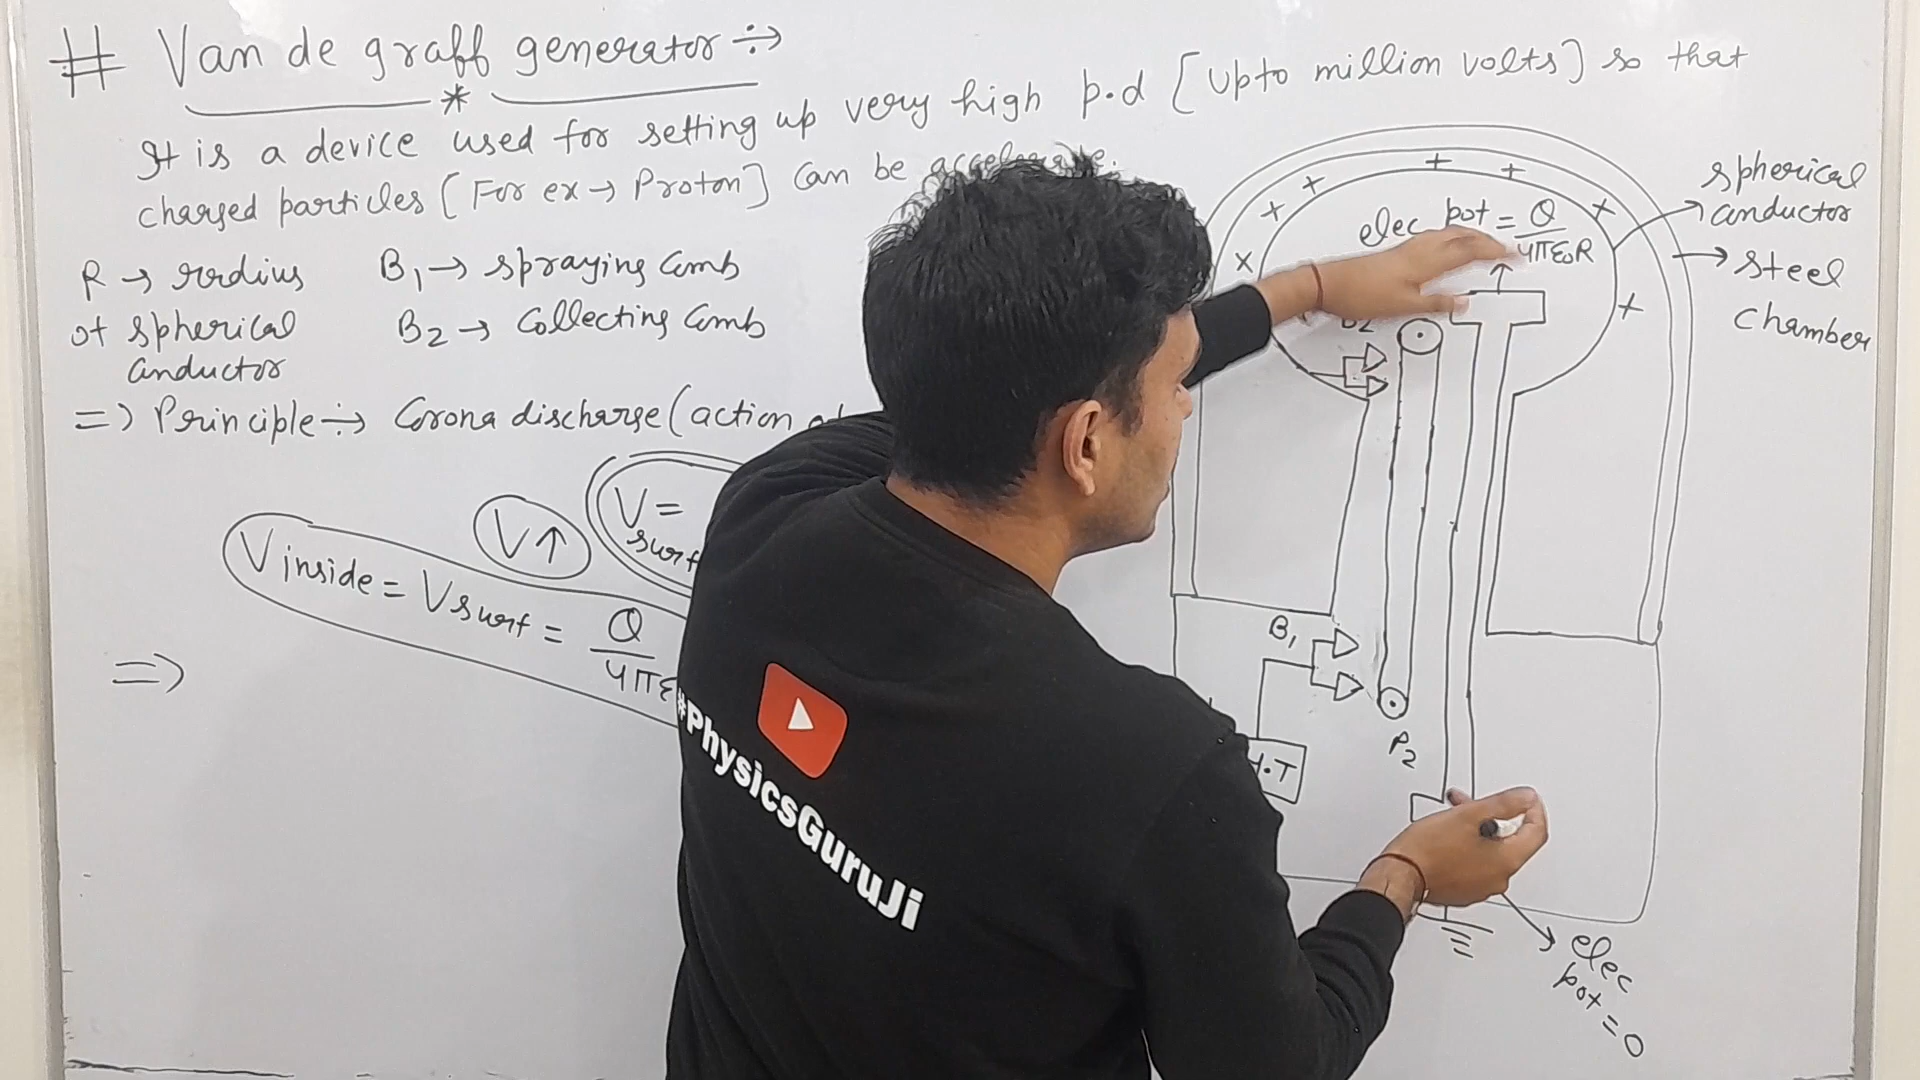 # Van de graff generator ÷>
It is a device used for setting up very high p.d [Upto million volts] so that
charged particles [For ex → Proton] can be accelerate.
R → radius
of spherical
conductor
B1 → spraying comb
B2 → Collecting comb
=> Principle ÷> Corona discharge (action
V↑
V =
surf
V inside = V surf = Q
4πε
=>
elec pot = Q
4πε0R
spherical
conductor
steel
chamber
B2
B1
P2
H.T
elec
pot = 0
#PhysicsGuruJi